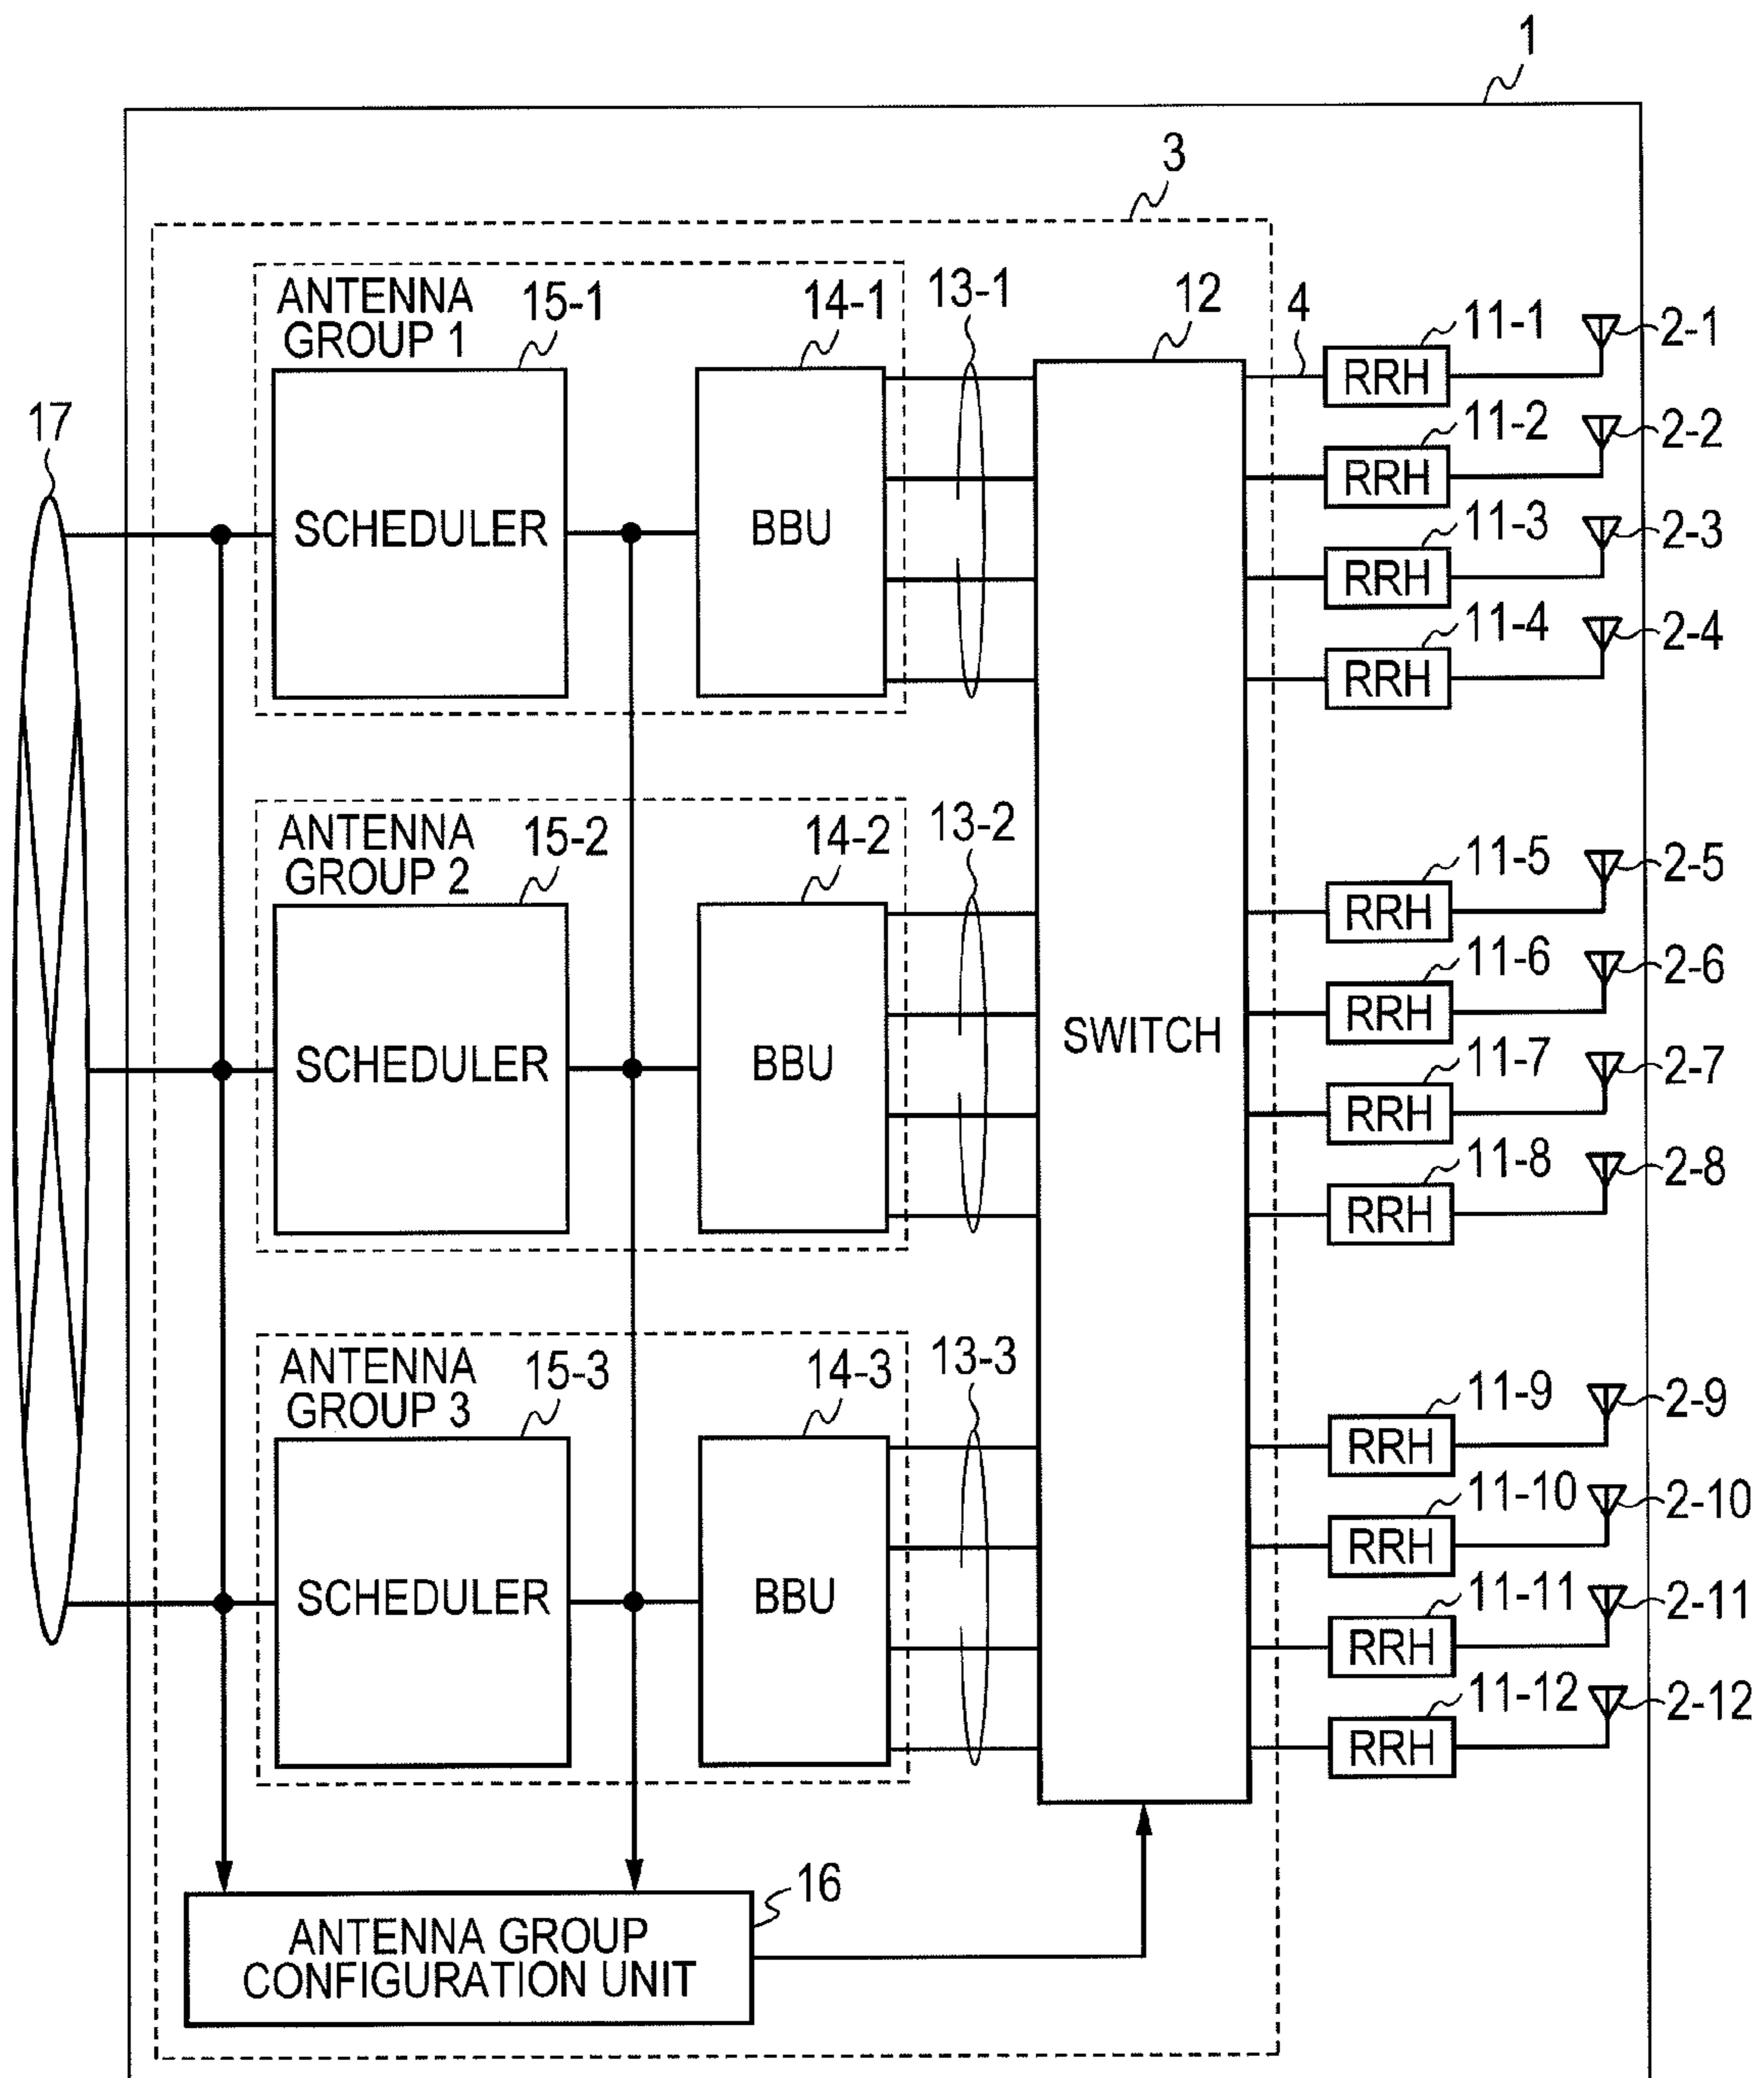 1
3
ANTENNA
GROUP 1
15-1
14-1
13-1
12
4
11-1
2-1
RRH
11-2
2-2
RRH
17
SCHEDULER
BBU
11-3
2-3
RRH
11-4
2-4
RRH
ANTENNA
GROUP 2
15-2
14-2
13-2
11-5
2-5
RRH
11-6
2-6
RRH
SCHEDULER
BBU
SWITCH
11-7
2-7
RRH
11-8
2-8
RRH
ANTENNA
GROUP 3
15-3
14-3
13-3
11-9
2-9
RRH
11-10
2-10
RRH
SCHEDULER
BBU
11-11
2-11
RRH
11-12
2-12
RRH
16
ANTENNA GROUP
CONFIGURATION UNIT